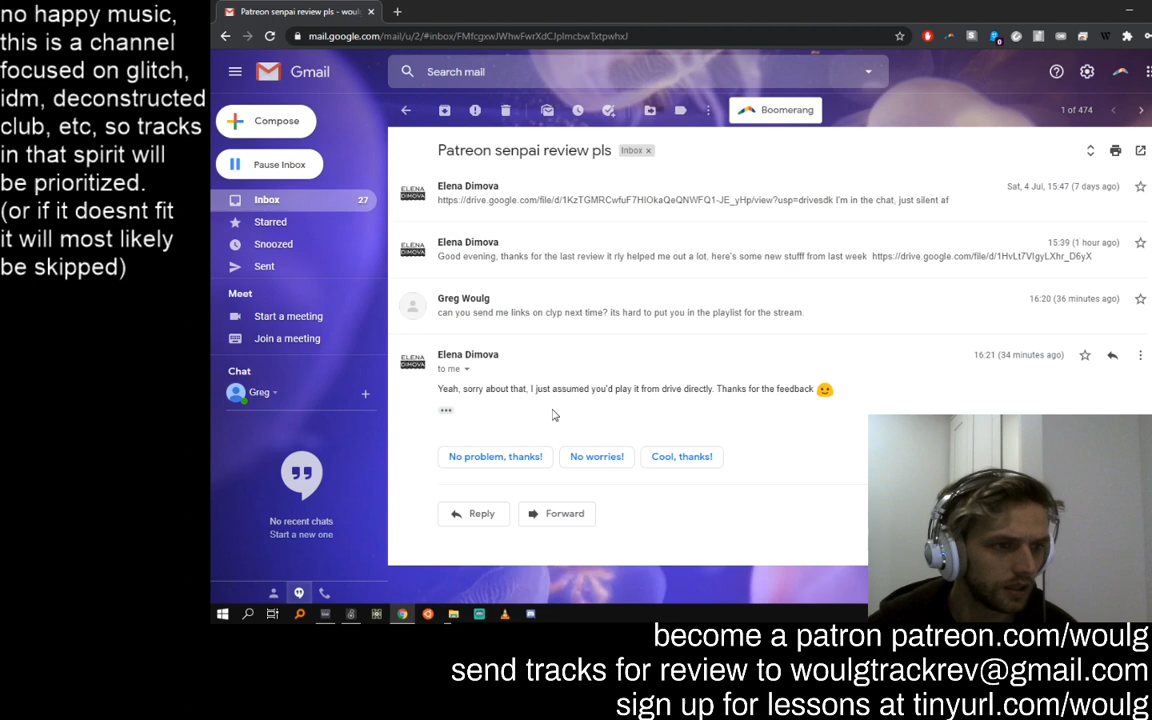 no happy music,
this is a channel
focused on glitch,
idm, deconstructed
club, etc, so tracks
in that spirit will
be prioritized.
(or if it doesnt fit
it will most likely
be skipped)
Patreon senpai review pls - woulg
mail.google.com/mail/u/2/#inbox/FMfcgxwJWhwFwrXdCJplmcbwTxtpwhxJ
Gmail
Search mail
Compose
Pause Inbox
Inbox 27
Starred
Snoozed
Sent
Meet
Start a meeting
Join a meeting
Chat
Greg
No recent chats
Start a new one
Boomerang
1 of 474
Patreon senpai review pls Inbox x
Elena Dimova Sat, 4 Jul, 15:47 (7 days ago)
https://drive.google.com/file/d/1KzTGMRCwfuF7HIOkaQeQNWFQ1-JE_yHp/view?usp=drivesdk I'm in the chat, just silent af
Elena Dimova 15:39 (1 hour ago)
Good evening, thanks for the last review it rly helped me out a lot, here's some new stufff from last week https://drive.google.com/file/d/1HvLt7VIgyLXhr_D6yX
Greg Woulg 16:20 (36 minutes ago)
can you send me links on clyp next time? its hard to put you in the playlist for the stream.
ELENA DIMOVA
Elena Dimova 16:21 (34 minutes ago)
to me
Yeah, sorry about that, I just assumed you'd play it from drive directly. Thanks for the feedback
No problem, thanks! No worries! Cool, thanks!
Reply Forward
become a patron patreon.com/woulg
send tracks for review to woulgtrackrev@gmail.com
sign up for lessons at tinyurl.com/woulg